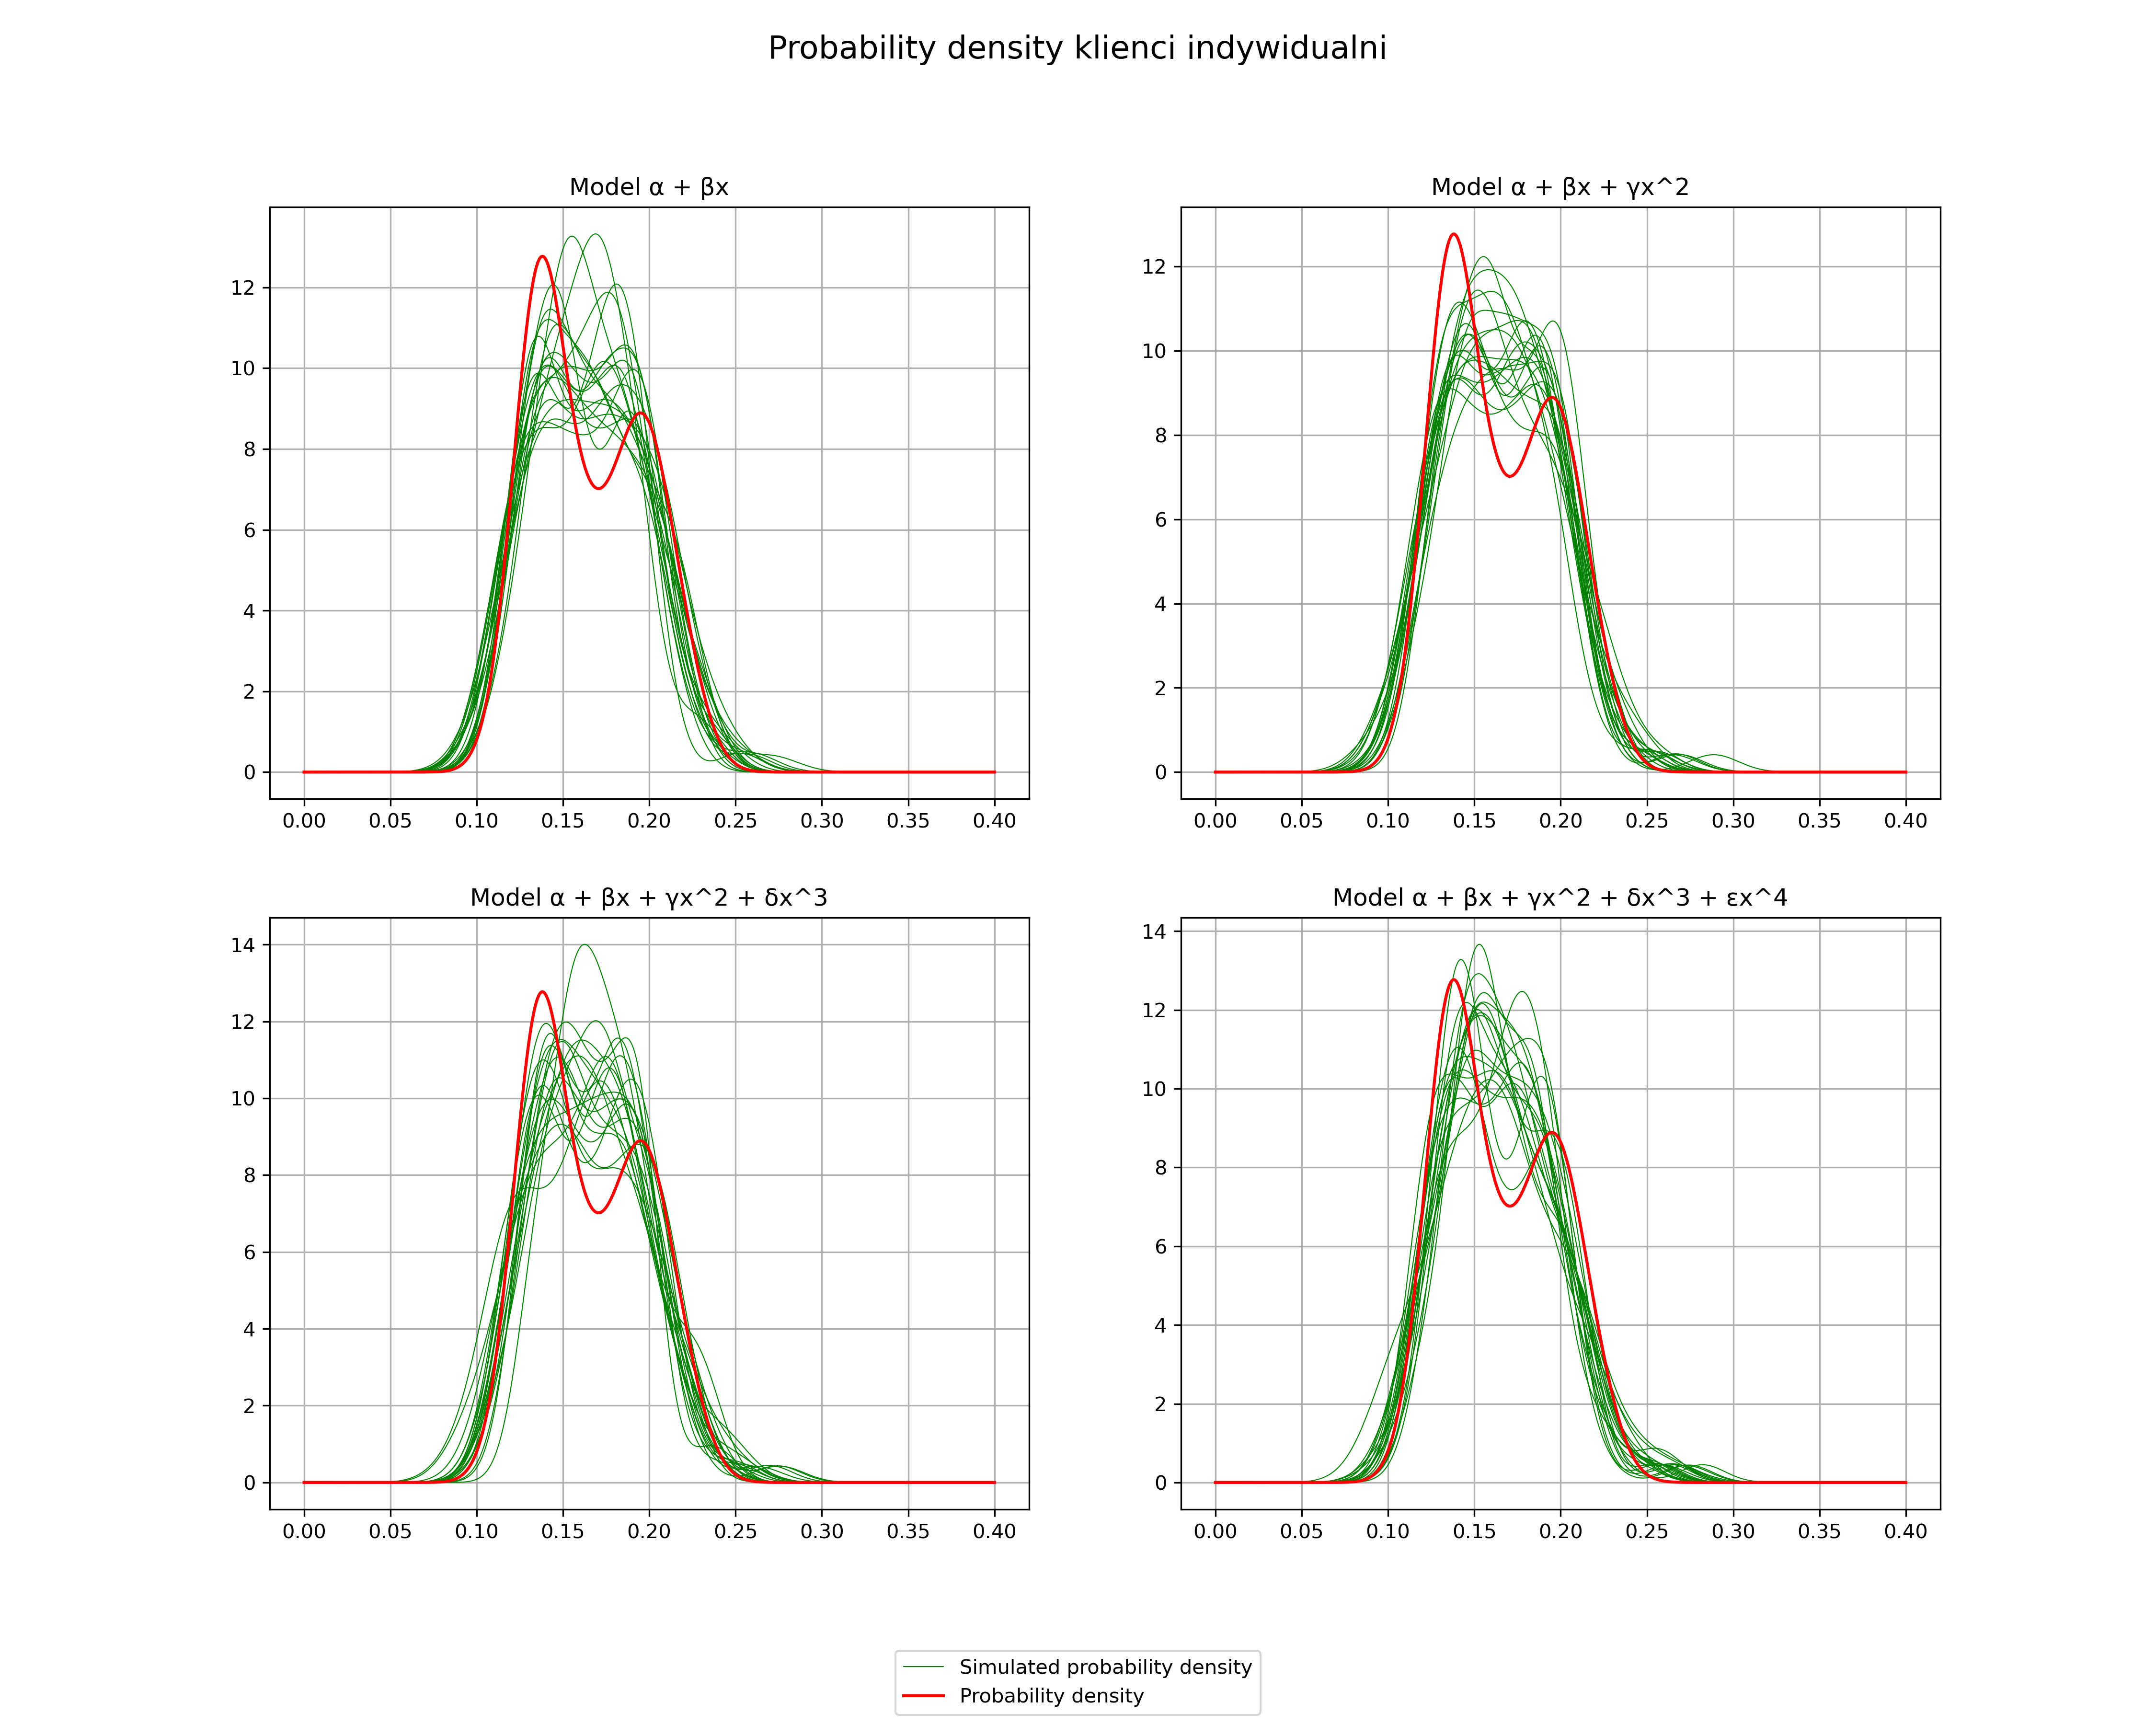 Probability density klienci indywidualni
Model α + βx
12
10
8
6
4
2
0
0.00 0.05 0.10 0.15 0.20 0.25 0.30 0.35 0.40
Model α + βx + γx^2
12
10
8
6
4
2
0
0.00 0.05 0.10 0.15 0.20 0.25 0.30 0.35 0.40
Model α + βx + γx^2 + δx^3
14
12
10
8
6
4
2
0
0.00 0.05 0.10 0.15 0.20 0.25 0.30 0.35 0.40
Model α + βx + γx^2 + δx^3 + εx^4
14
12
10
8
6
4
2
0
0.00 0.05 0.10 0.15 0.20 0.25 0.30 0.35 0.40
Simulated probability density
Probability density